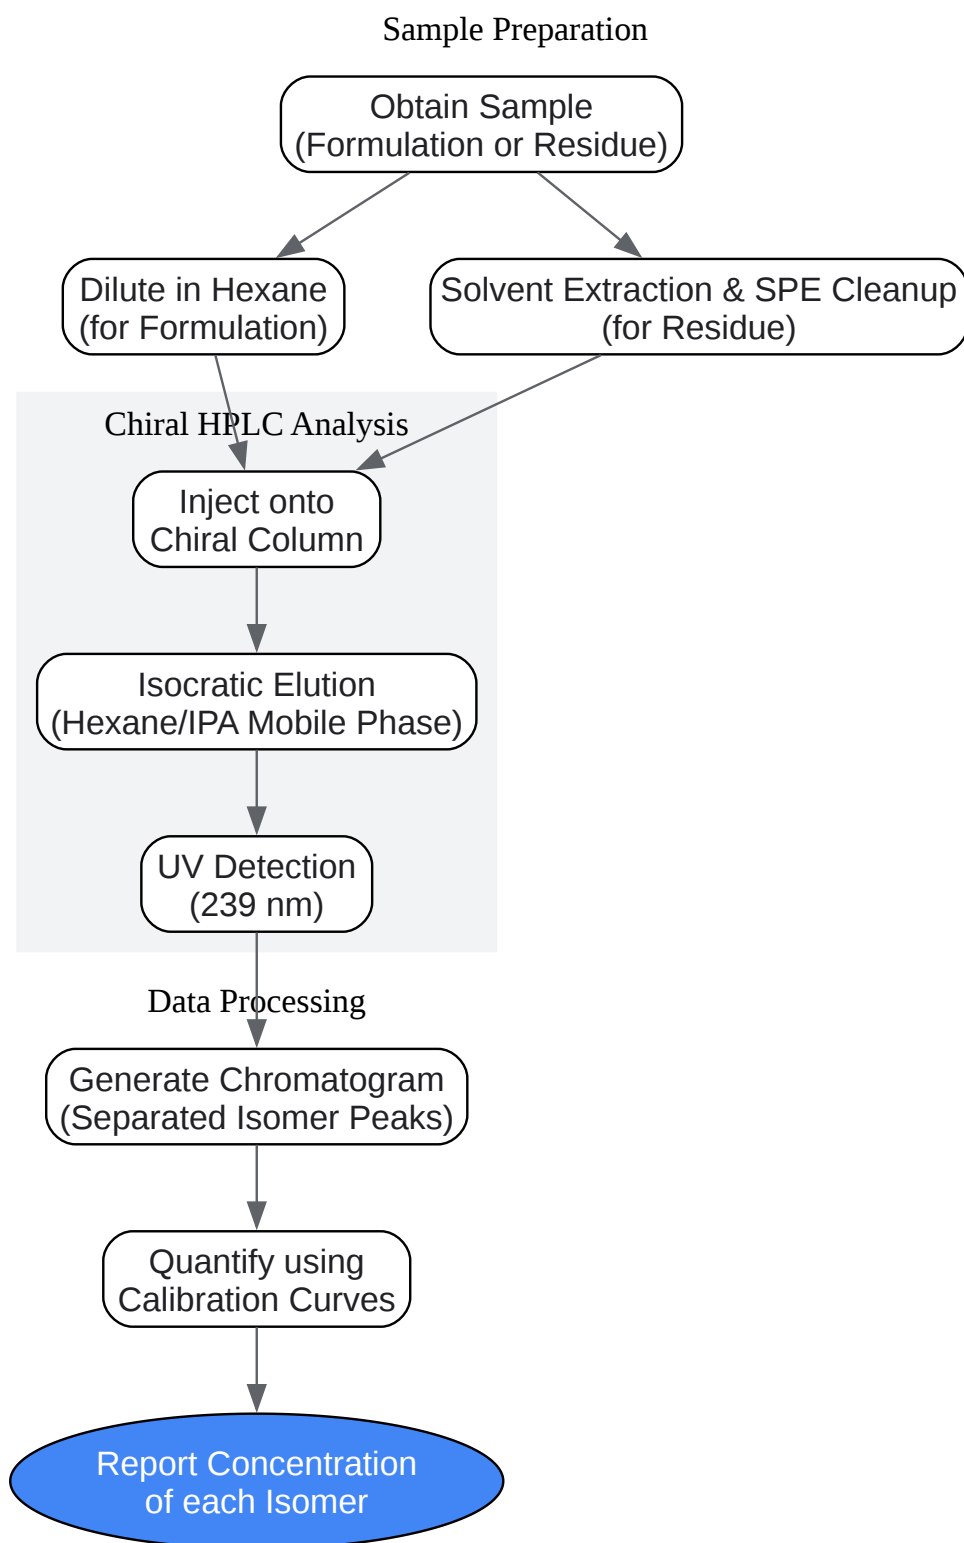 Sample Preparation
Obtain Sample
(Formulation or Residue)
Dilute in Hexane
(for Formulation)
Solvent Extraction & SPE Cleanup
(for Residue)
Chiral HPLC Analysis
Inject onto
Chiral Column
Isocratic Elution
(Hexane/IPA Mobile Phase)
UV Detection
(239 nm)
Data Processing
Generate Chromatogram
(Separated Isomer Peaks)
Quantify using
Calibration Curves
Report Concentration
of each Isomer